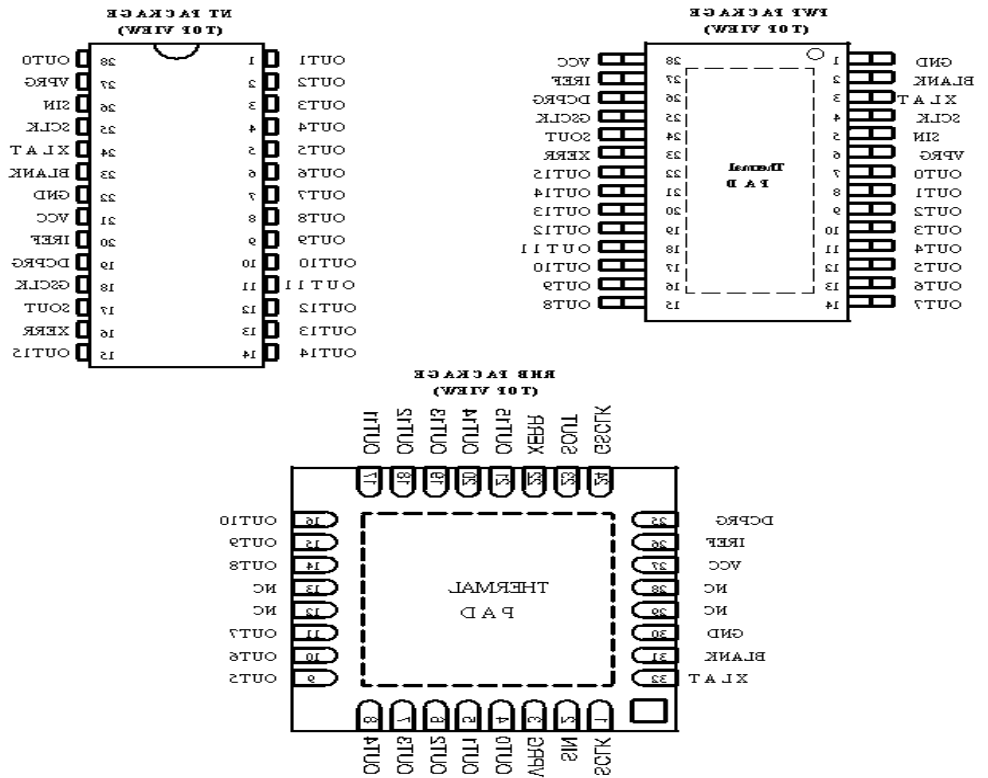 PWP PACKAGE
(TOP VIEW)
GND 1 28 VCC
BLANK 2 27 IREF
XLAT 3 26 DCPRG
SCLK 4 25 GSCLK
SIN 5 24 SOUT
VPRG 6 23 XERR
OUT0 7 22 OUT15
OUT1 8 21 OUT14
OUT2 9 20 OUT13
OUT3 10 19 OUT12
OUT4 11 18 OUT11
OUT5 12 17 OUT10
OUT6 13 16 OUT9
OUT7 14 15 OUT8
Thermal
PAD
NT PACKAGE
(TOP VIEW)
OUT1 1 28 OUT0
OUT2 2 27 VPRG
OUT3 3 26 SIN
OUT4 4 25 SCLK
OUT5 5 24 XLAT
OUT6 6 23 BLANK
OUT7 7 22 GND
OUT8 8 21 VCC
OUT9 9 20 IREF
OUT10 10 19 DCPRG
OUT11 11 18 GSCLK
OUT12 12 17 SOUT
OUT13 13 16 XERR
OUT14 14 15 OUT15
RHB PACKAGE
(TOP VIEW)
GSCLK SOUT XERR OUT15 OUT14 OUT13 OUT12 OUT11
24 23 22 21 20 19 18 17
DCPRG 25 16 OUT10
IREF 26 15 OUT9
VCC 27 14 OUT8
NC 28 13 NC
NC 29 12 NC
GND 30 11 OUT7
BLANK 31 10 OUT6
XLAT 32 9 OUT5
THERMAL
PAD
1 2 3 4 5 6 7 8
SCLK SIN VPRG OUT0 OUT1 OUT2 OUT3 OUT4